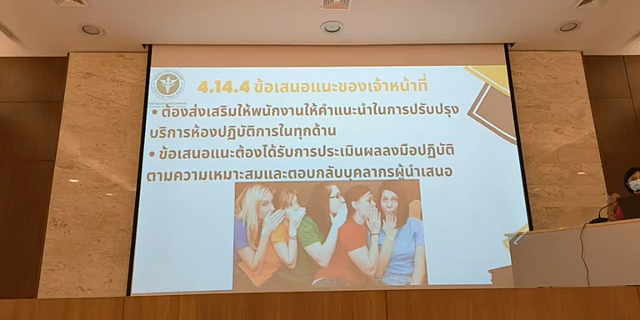 4.14.4 ข้อเสนอแนะของเจ้าหน้าที่
• ต้องส่งเสริมให้พนักงานให้คำแนะนำในการปรับปรุง
บริการห้องปฏิบัติการในทุกด้าน
• ข้อเสนอแนะต้องได้รับการประเมินผลลงมือปฏิบัติ
ตามความเหมาะสมและตอบกลับบุคลากรผู้นำเสนอ